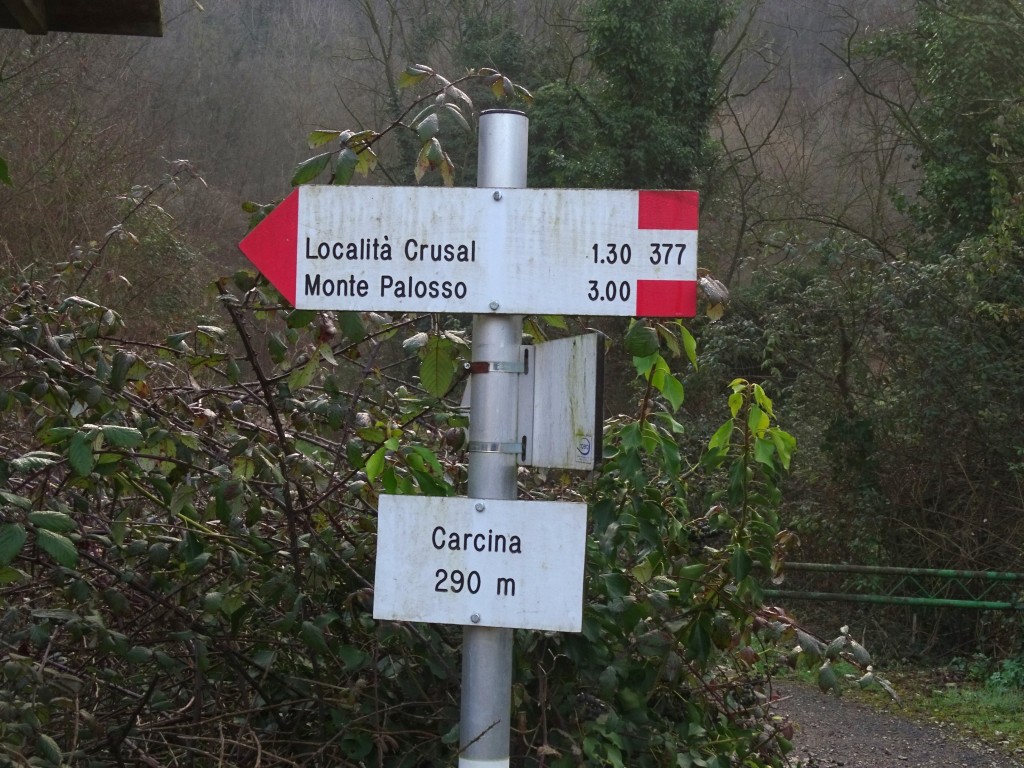 Località Crusal 1.30 377
Monte Palosso 3.00
Carcina
290 m